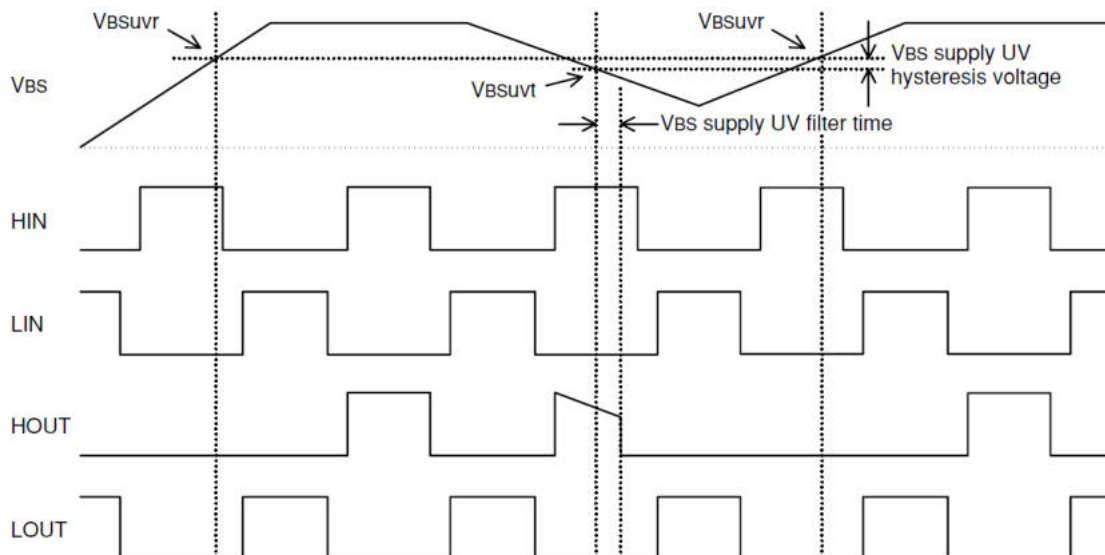 VBSuvr
VBSuvr
VBS supply UV
hysteresis voltage
VBS
VBSuvt
VBS supply UV filter time
HIN
LIN
HOUT
LOUT